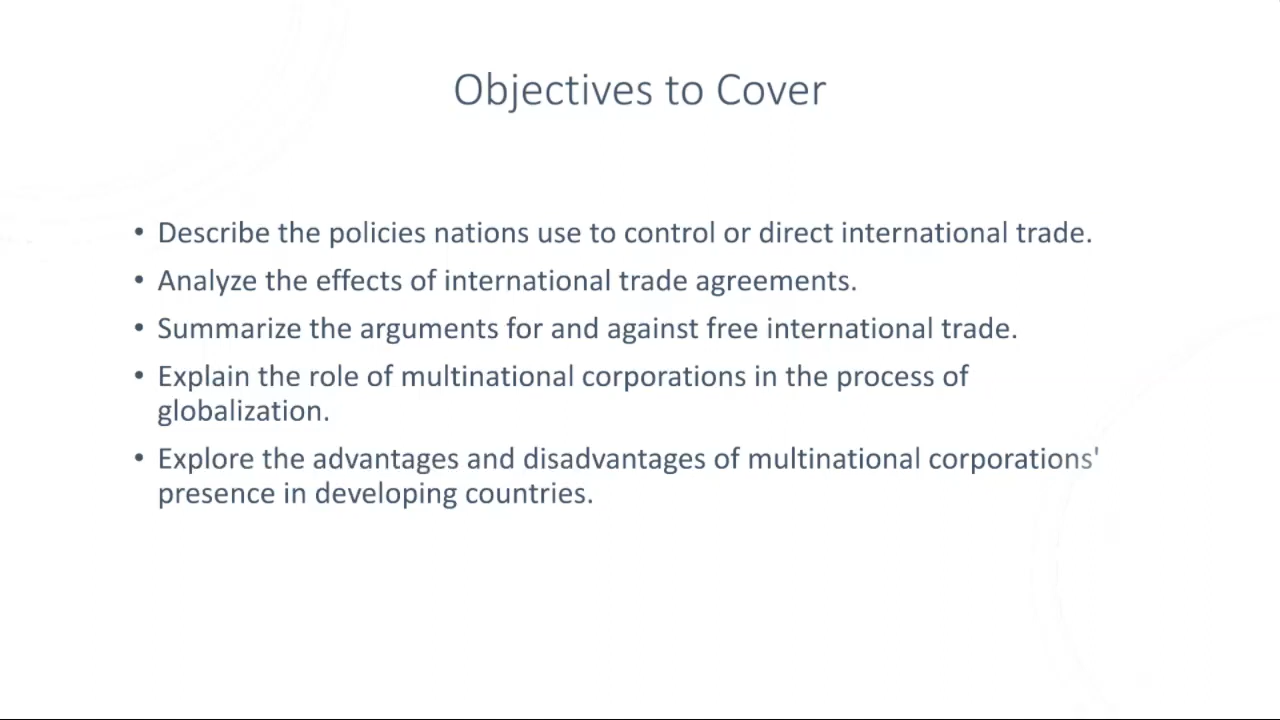 Objectives to Cover
• Describe the policies nations use to control or direct international trade.
• Analyze the effects of international trade agreements.
• Summarize the arguments for and against free international trade.
• Explain the role of multinational corporations in the process of
globalization.
• Explore the advantages and disadvantages of multinational corporations'
presence in developing countries.